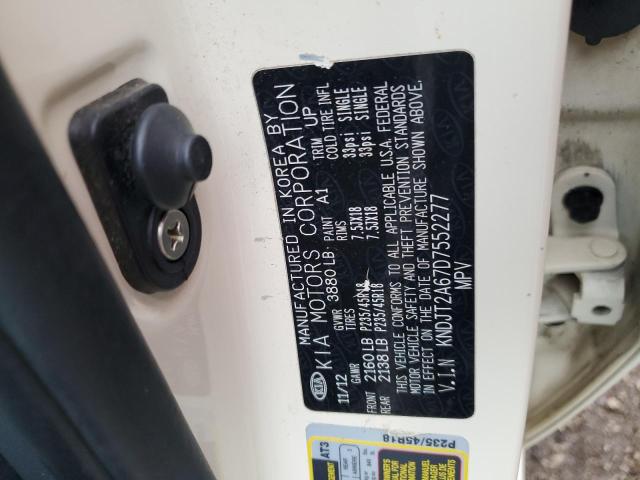 MANUFACTURED IN KOREA BY
KIA KIA MOTORS CORPORATION
11/12 GVWR 3880 LB PAINT A1 TRIM UP
GAWR TIRES RIMS COLD TIRE INFL
FRONT 2160 LB P235/45R18 7.5JX18 33psi SINGLE
REAR 2138 LB P235/45R18 7.5JX18 33psi SINGLE
THIS VEHICLE CONFORMS TO ALL APPLICABLE U.S.A. FEDERAL
MOTOR VEHICLE SAFETY AND THEFT PREVENTION STANDARDS
IN EFFECT ON THE DATE OF MANUFACTURE SHOWN ABOVE.
V.I.N KNDJT2A67D7552277
MPV
P235/45R18
AT3